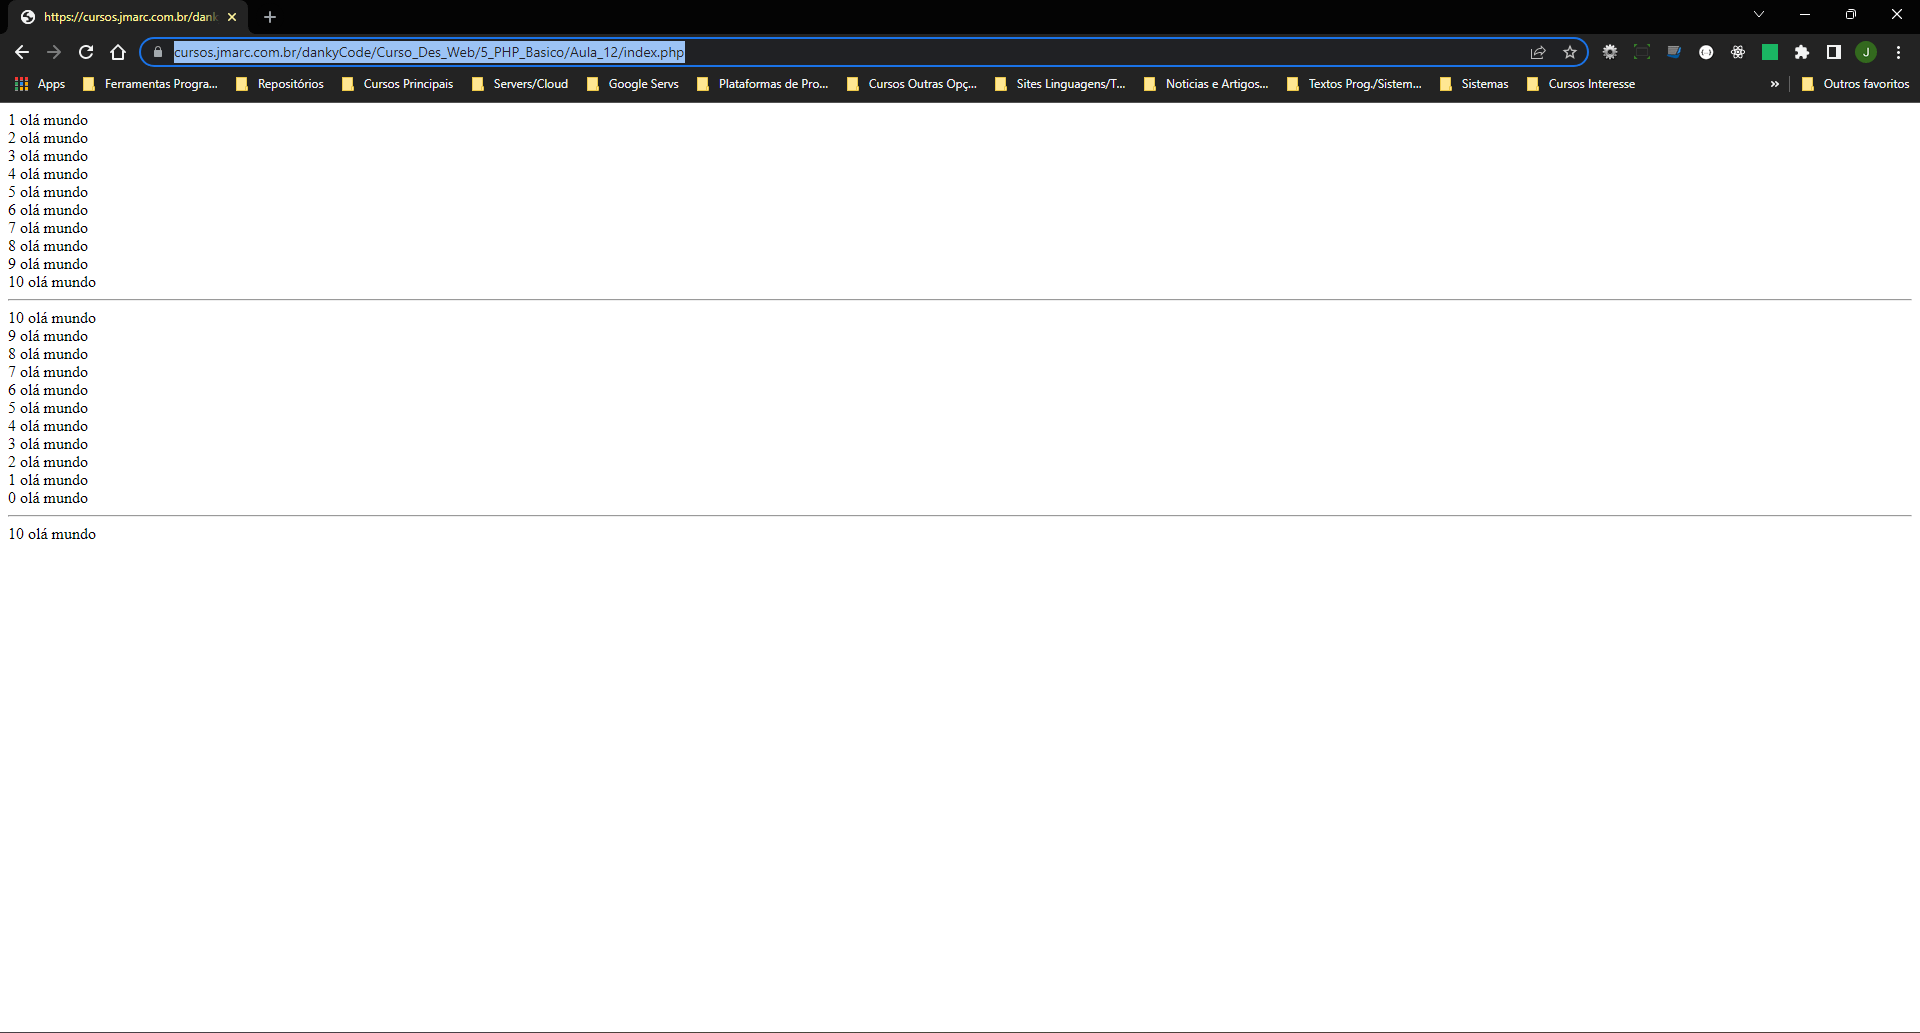 https://cursos.jmarc.com.br/dank
cursos.jmarc.com.br/dankyCode/Curso_Des_Web/5_PHP_Basico/Aula_12/index.php
J
Apps Ferramentas Progra... Repositórios Cursos Principais Servers/Cloud Google Servs Plataformas de Pro... Cursos Outras Opç... Sites Linguagens/T... Noticias e Artigos... Textos Prog./Sistem... Sistemas Cursos Interesse » Outros favoritos
1 olá mundo
2 olá mundo
3 olá mundo
4 olá mundo
5 olá mundo
6 olá mundo
7 olá mundo
8 olá mundo
9 olá mundo
10 olá mundo
10 olá mundo
9 olá mundo
8 olá mundo
7 olá mundo
6 olá mundo
5 olá mundo
4 olá mundo
3 olá mundo
2 olá mundo
1 olá mundo
0 olá mundo
10 olá mundo